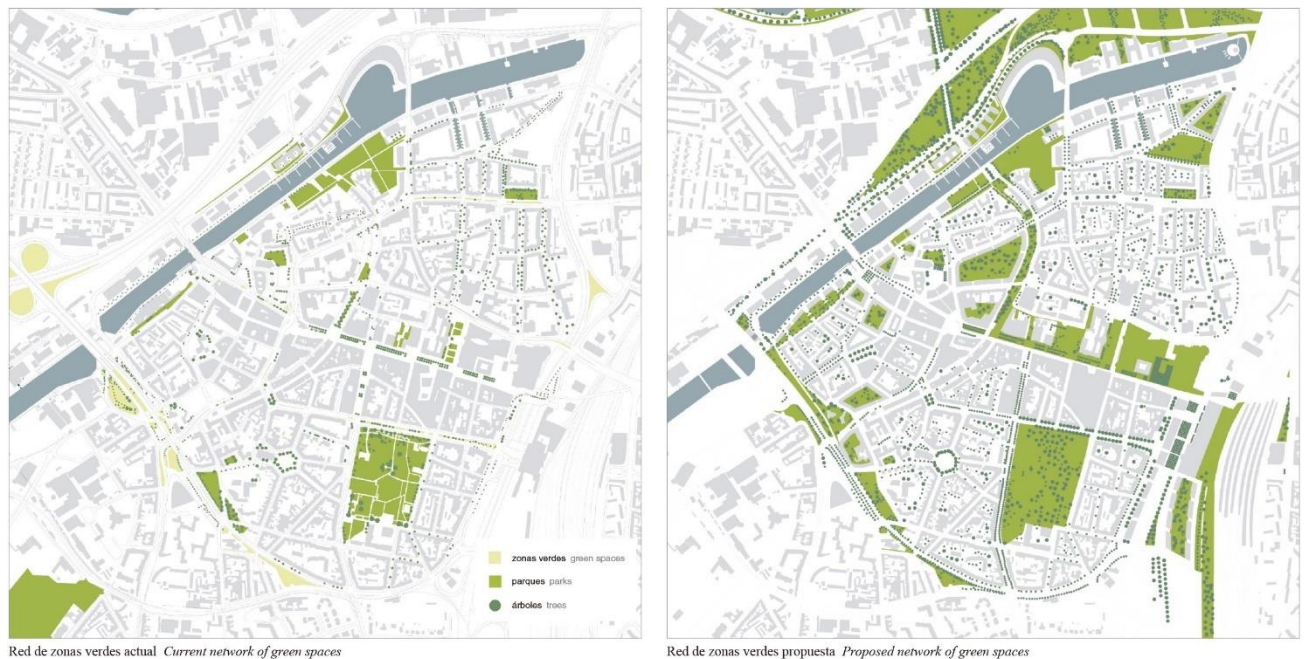 zonas verdes green spaces
parques parks
árboles trees
Red de zonas verdes actual Current network of green spaces
Red de zonas verdes propuesta Proposed network of green spaces